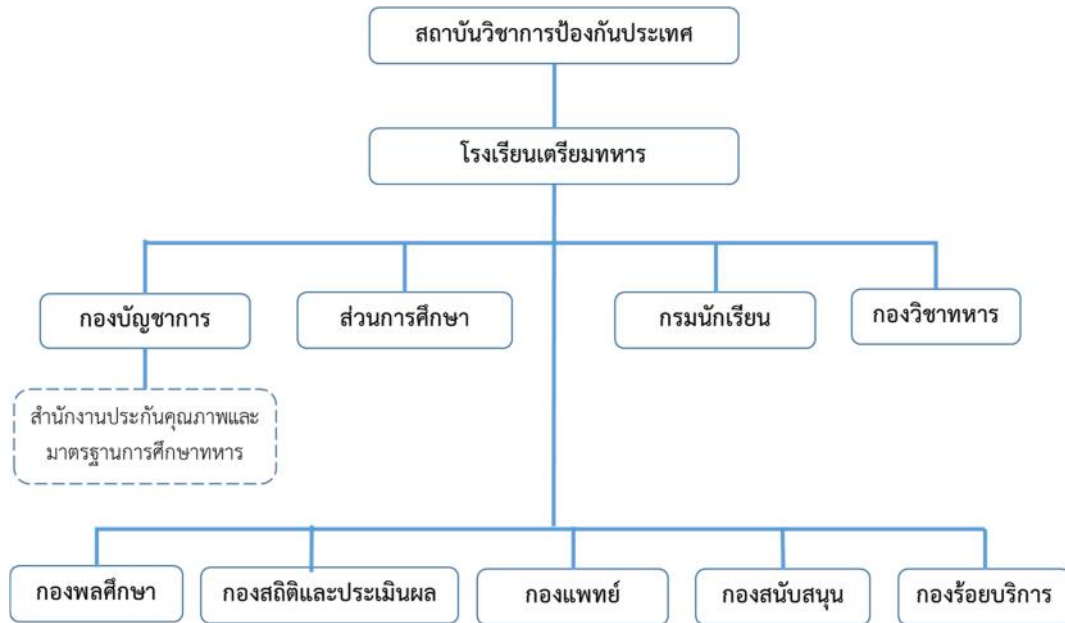 สถาบันวิชาการป้องกันประเทศ
โรงเรียนเตรียมทหาร
กองบัญชาการ
ส่วนการศึกษา
กรมนักเรียน
กองวิชาทหาร
สำนักงานประกันคุณภาพและ
มาตรฐานการศึกษาทหาร
กองพลศึกษา
กองสถิติและประเมินผล
กองแพทย์
กองสนับสนุน
กองร้อยบริการ